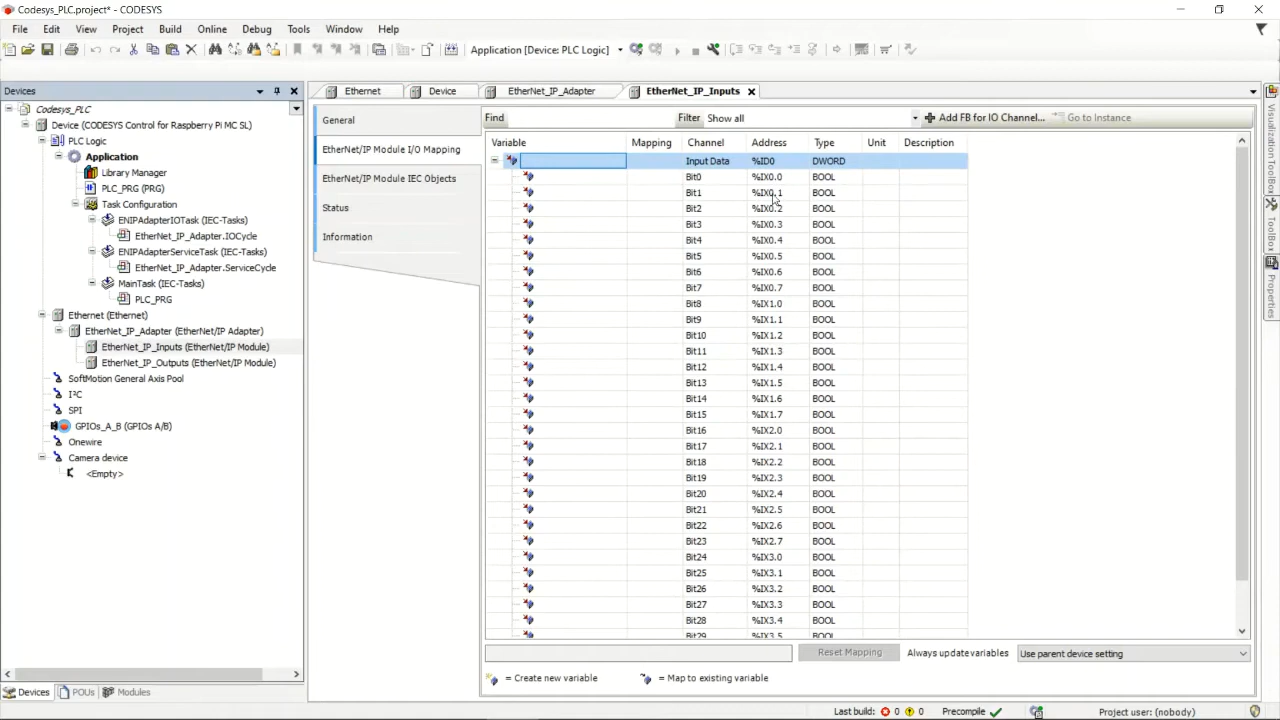 Codesys_PLC.project* - CODESYS
File Edit View Project Build Online Debug Tools Window Help
Application [Device: PLC Logic]
Devices
Codesys_PLC
Device (CODESYS Control for Raspberry Pi MC SL)
PLC Logic
Application
Library Manager
PLC_PRG (PRG)
Task Configuration
ENIPAdapterIOTask (IEC-Tasks)
EtherNet_IP_Adapter.IOCycle
ENIPAdapterServiceTask (IEC-Tasks)
EtherNet_IP_Adapter.ServiceCycle
MainTask (IEC-Tasks)
PLC_PRG
Ethernet (Ethernet)
EtherNet_IP_Adapter (EtherNet/IP Adapter)
EtherNet_IP_Inputs (EtherNet/IP Module)
EtherNet_IP_Outputs (EtherNet/IP Module)
SoftMotion General Axis Pool
I²C
SPI
GPIOs_A_B (GPIOs A/B)
Onewire
Camera device
<Empty>
Devices POUs Modules
Ethernet Device EtherNet_IP_Adapter EtherNet_IP_Inputs
General
EtherNet/IP Module I/O Mapping
EtherNet/IP Module IEC Objects
Status
Information
Find Filter Show all Add FB for IO Channel... Go to Instance
Variable Mapping Channel Address Type Unit Description
Input Data %ID0 DWORD
Bit0 %IX0.0 BOOL
Bit1 %IX0.1 BOOL
Bit2 %IX0.2 BOOL
Bit3 %IX0.3 BOOL
Bit4 %IX0.4 BOOL
Bit5 %IX0.5 BOOL
Bit6 %IX0.6 BOOL
Bit7 %IX0.7 BOOL
Bit8 %IX1.0 BOOL
Bit9 %IX1.1 BOOL
Bit10 %IX1.2 BOOL
Bit11 %IX1.3 BOOL
Bit12 %IX1.4 BOOL
Bit13 %IX1.5 BOOL
Bit14 %IX1.6 BOOL
Bit15 %IX1.7 BOOL
Bit16 %IX2.0 BOOL
Bit17 %IX2.1 BOOL
Bit18 %IX2.2 BOOL
Bit19 %IX2.3 BOOL
Bit20 %IX2.4 BOOL
Bit21 %IX2.5 BOOL
Bit22 %IX2.6 BOOL
Bit23 %IX2.7 BOOL
Bit24 %IX3.0 BOOL
Bit25 %IX3.1 BOOL
Bit26 %IX3.2 BOOL
Bit27 %IX3.3 BOOL
Bit28 %IX3.4 BOOL
Bit29 %IX3.5 BOOL
Reset Mapping Always update variables Use parent device setting
= Create new variable = Map to existing variable
Visualization ToolBox
ToolBox
Properties
Last build: 0 0 Precompile Project user: (nobody)